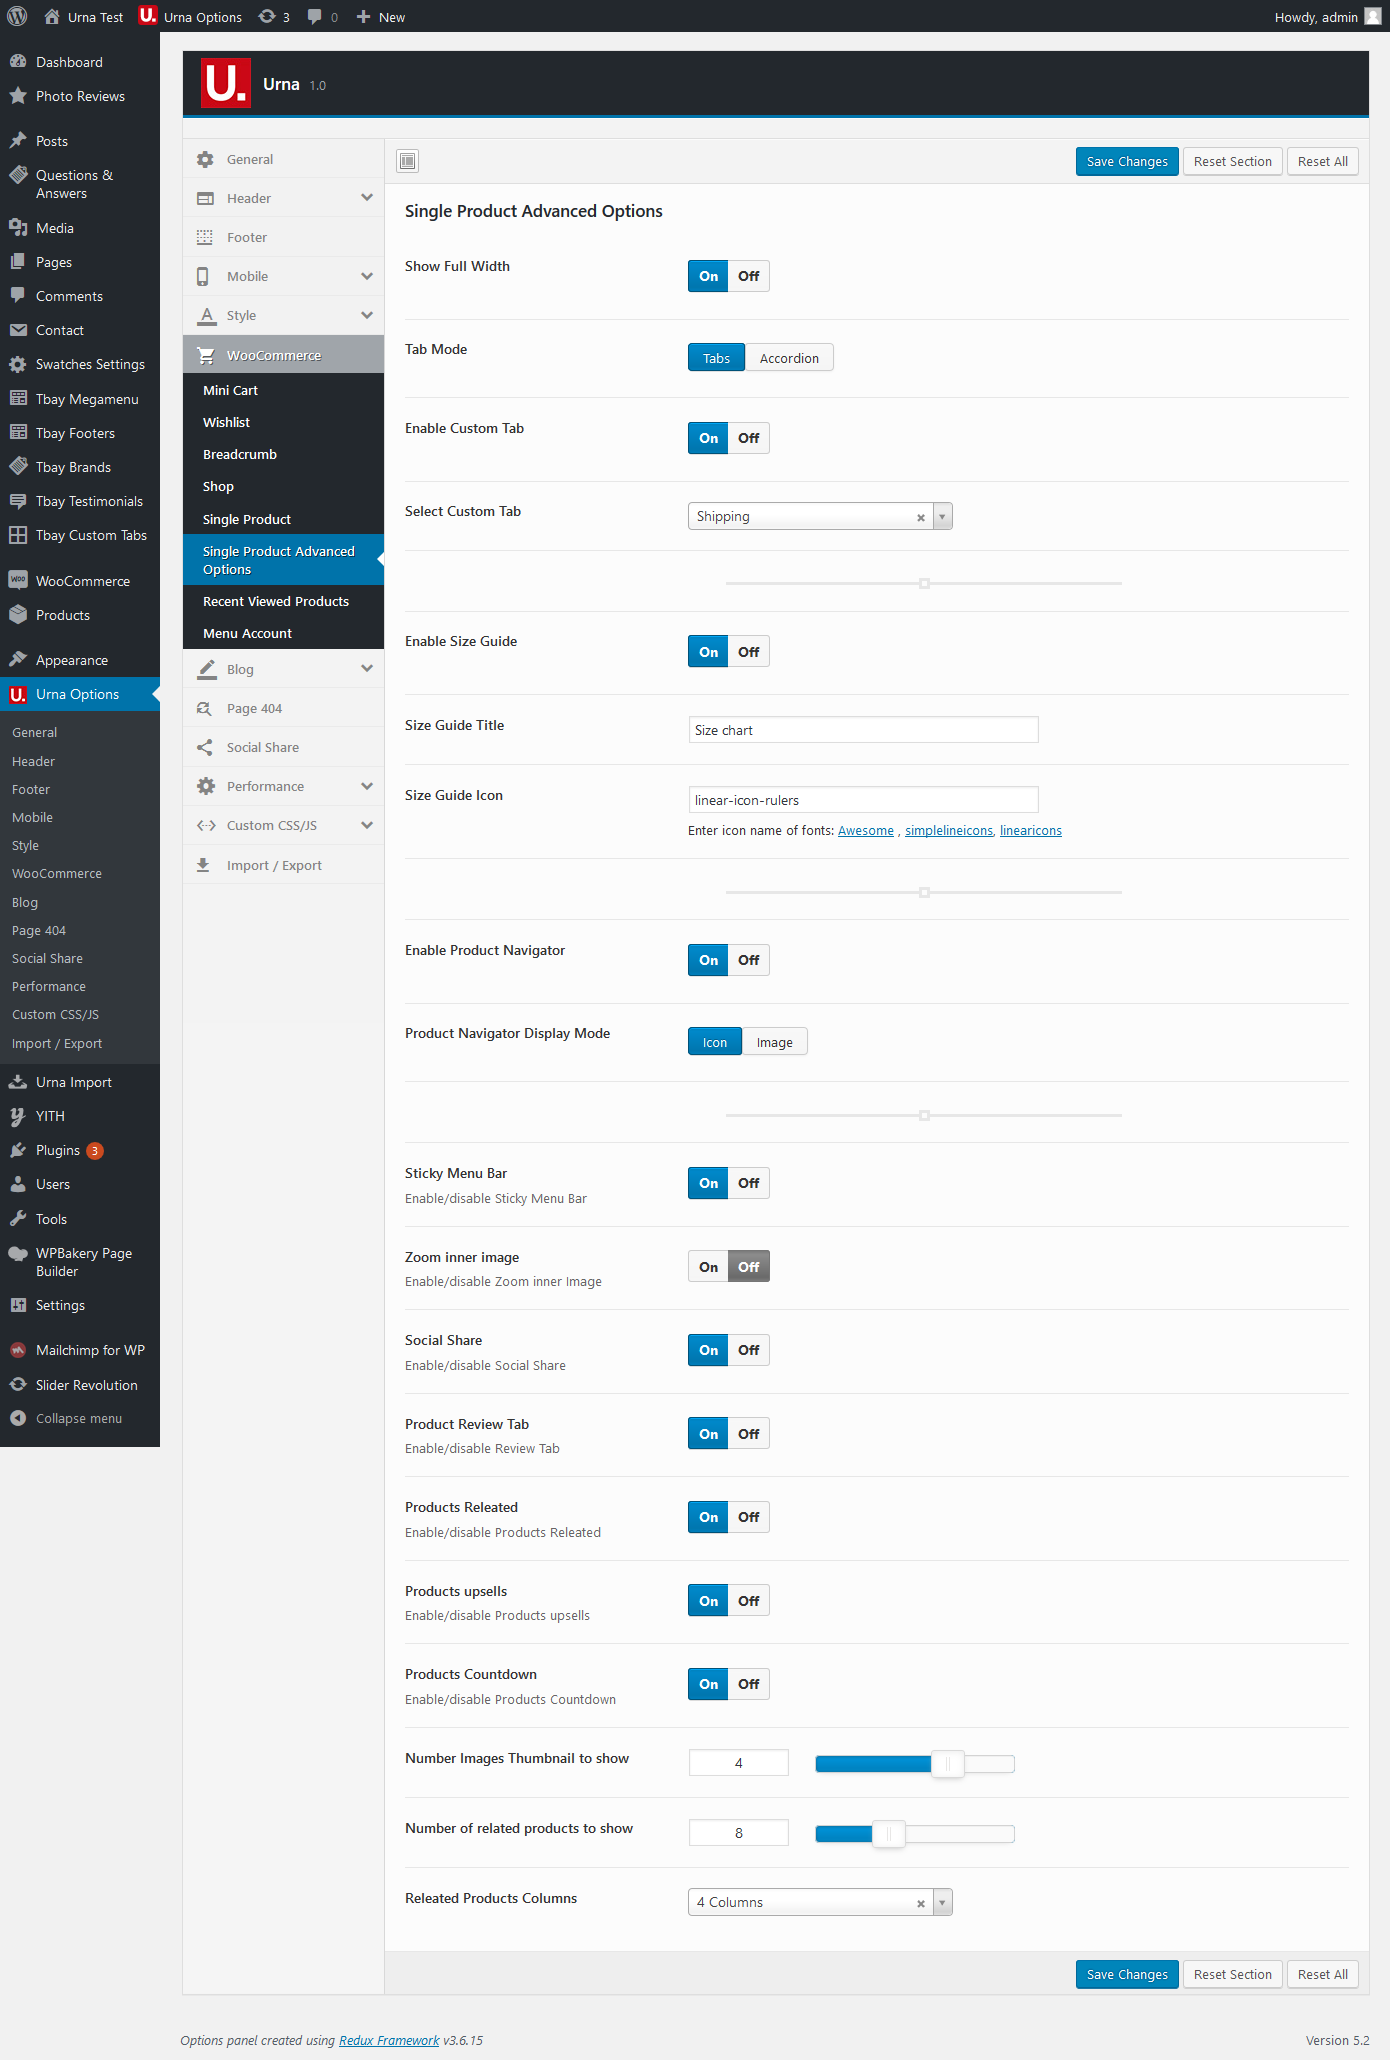 Urna Test
Urna Options
3
0
New
Howdy, admin
Dashboard
Photo Reviews
Posts
Questions &
Answers
Media
Pages
Comments
Contact
Swatches Settings
Tbay Megamenu
Tbay Footers
Tbay Brands
Tbay Testimonials
Tbay Custom Tabs
WooCommerce
Products
Appearance
U. Urna Options
General
Header
Footer
Mobile
Style
WooCommerce
Blog
Page 404
Social Share
Performance
Custom CSS/JS
Import / Export
Urna Import
YITH
Plugins 3
Users
Tools
WPBakery Page
Builder
Settings
Mailchimp for WP
Slider Revolution
Collapse menu
U. Urna 1.0
General
Header
Footer
Mobile
Style
WooCommerce
Mini Cart
Wishlist
Breadcrumb
Shop
Single Product
Single Product Advanced
Options
Recent Viewed Products
Menu Account
Blog
Page 404
Social Share
Performance
Custom CSS/JS
Import / Export
Save Changes Reset Section Reset All
Single Product Advanced Options
Show Full Width On Off
Tab Mode Tabs Accordion
Enable Custom Tab On Off
Select Custom Tab Shipping
Enable Size Guide On Off
Size Guide Title Size chart
Size Guide Icon linear-icon-rulers
Enter icon name of fonts: Awesome , simplelineicons, linearicons
Enable Product Navigator On Off
Product Navigator Display Mode Icon Image
Sticky Menu Bar On Off
Enable/disable Sticky Menu Bar
Zoom inner image On Off
Enable/disable Zoom inner Image
Social Share On Off
Enable/disable Social Share
Product Review Tab On Off
Enable/disable Review Tab
Products Releated On Off
Enable/disable Products Releated
Products upsells On Off
Enable/disable Products upsells
Products Countdown On Off
Enable/disable Products Countdown
Number Images Thumbnail to show 4
Number of related products to show 8
Releated Products Columns 4 Columns
Save Changes Reset Section Reset All
Options panel created using Redux Framework v3.6.15
Version 5.2